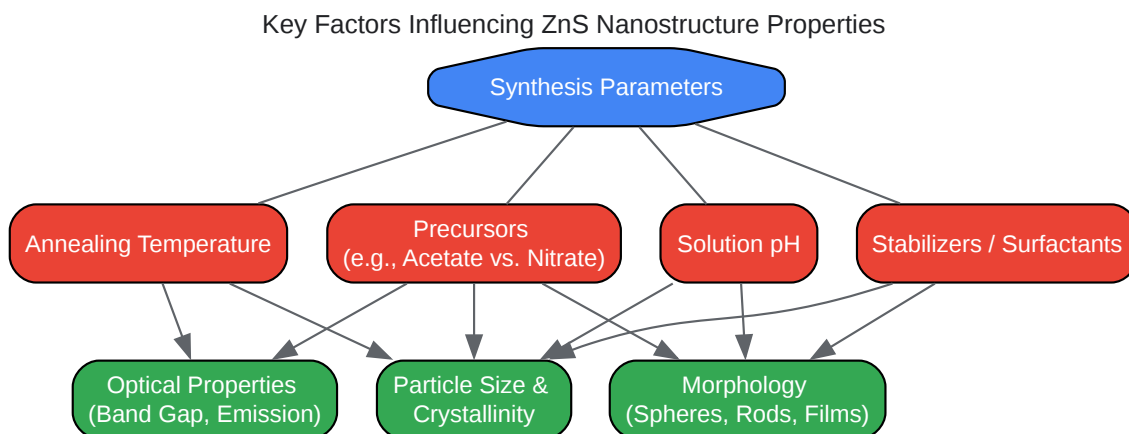 Key Factors Influencing ZnS Nanostructure Properties
Synthesis Parameters
Annealing Temperature
Precursors
(e.g., Acetate vs. Nitrate)
Solution pH
Stabilizers / Surfactants
Optical Properties
(Band Gap, Emission)
Particle Size &
Crystallinity
Morphology
(Spheres, Rods, Films)